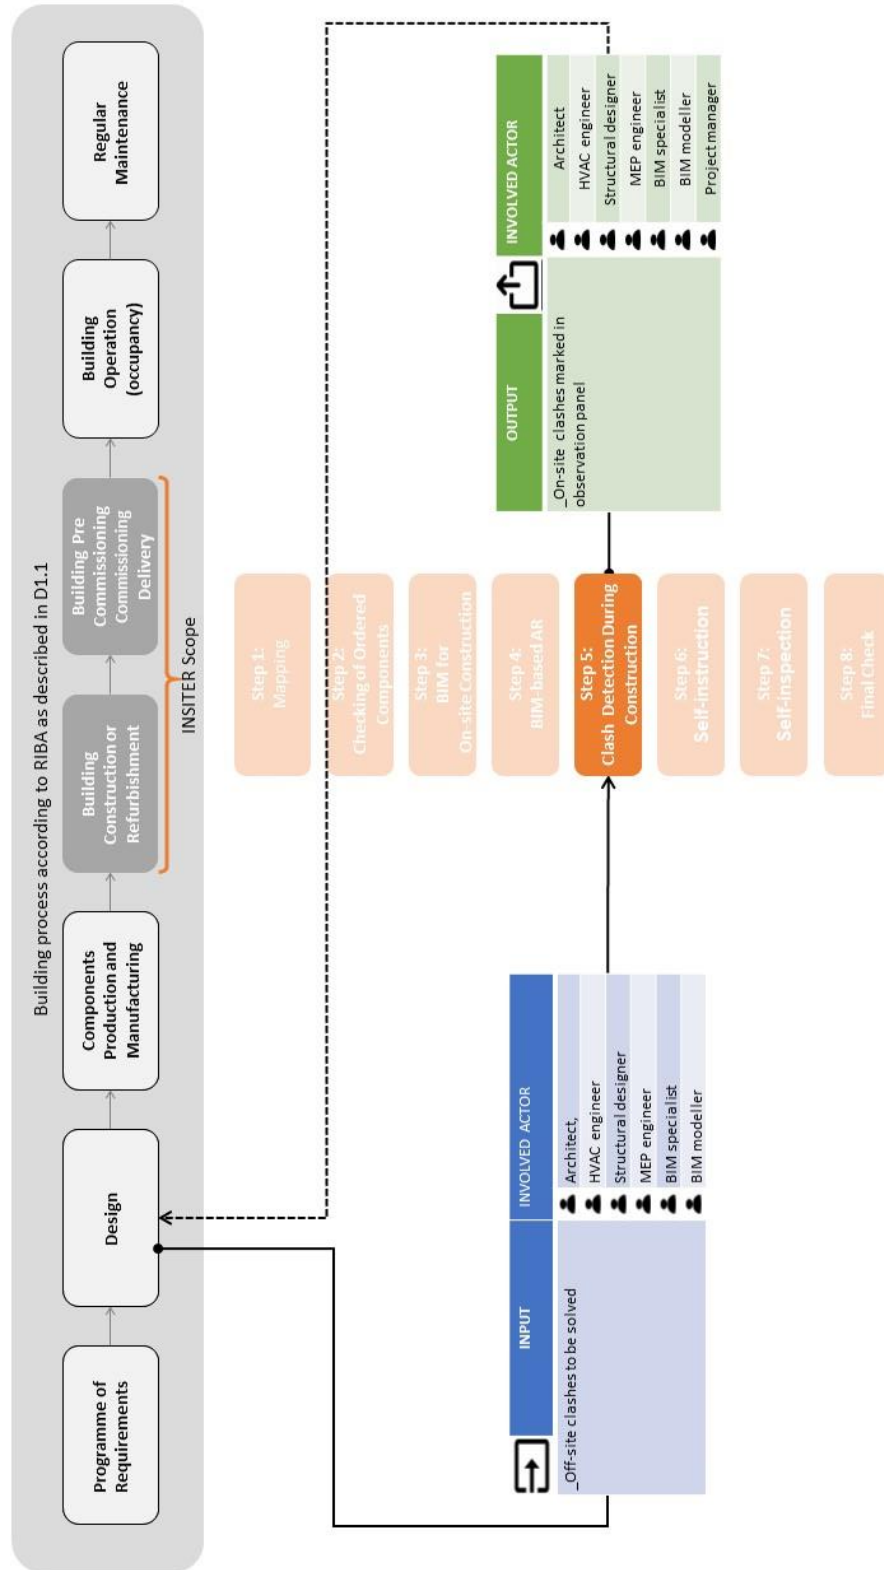 Building process according to RIBA as described in D1.1
Programme of
Requirements
Design
Components
Production and
Manufacturing
Building
Construction or
Refurbishment
Building Pre
Commissioning
Commissioning
Delivery
Building
Operation
(occupancy)
Regular
Maintenance
INSITER Scope
Step 1:
Mapping
Step 2:
Checking of Ordered
Components
Step 3:
BIM for
On-site Construction
Step 4:
BIM-based AR
Step 5:
Clash Detection During
Construction
Step 6:
Self-instruction
Step 7:
Self-inspection
Step 8:
Final Check
INPUT
INVOLVED ACTOR
_Off-site clashes to be solved
Architect,
HVAC engineer
Structural designer
MEP engineer
BIM specialist
BIM modeller
OUTPUT
INVOLVED ACTOR
_On-site clashes marked in
observation panel
Architect
HVAC engineer
Structural designer
MEP engineer
BIM specialist
BIM modeller
Project manager